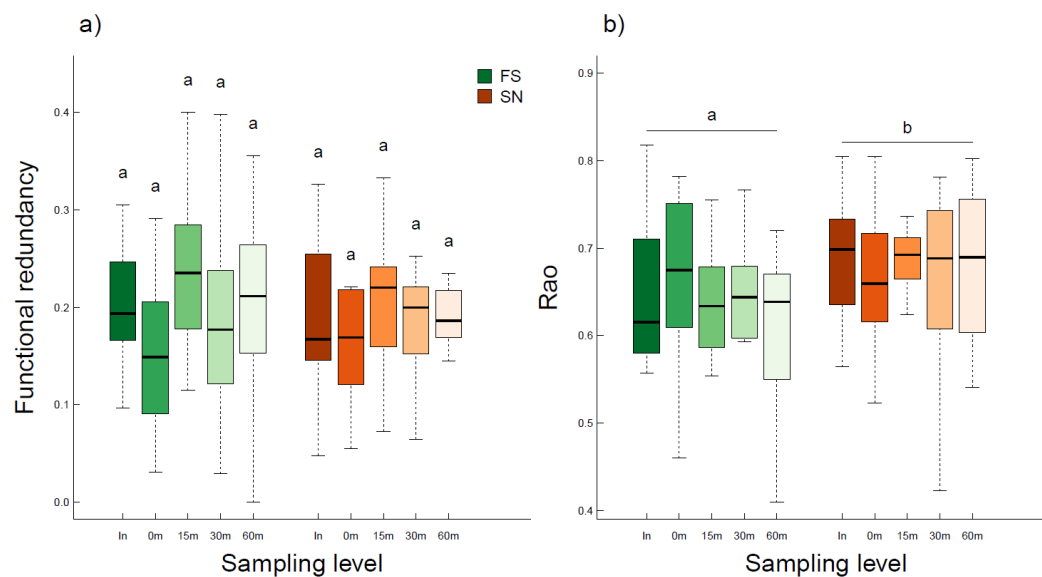 a)
Functional redundancy
0.4
0.3
0.2
0.1
0.0
a
a
a
a
a
a
a
a
a
a
FS
SN
In 0m 15m 30m 60m In 0m 15m 30m 60m
Sampling level
b)
Rao
0.9
0.8
0.7
0.6
0.5
0.4
a
b
In 0m 15m 30m 60m In 0m 15m 30m 60m
Sampling level